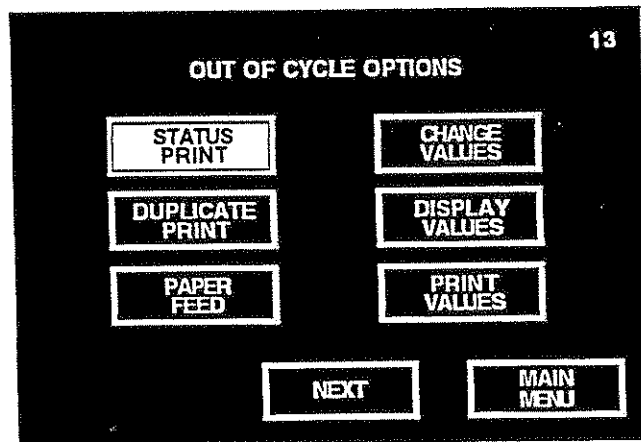 13
OUT OF CYCLE OPTIONS
STATUS
PRINT
CHANGE
VALUES
DUPLICATE
PRINT
DISPLAY
VALUES
PAPER
FEED
PRINT
VALUES
NEXT
MAIN
MENU